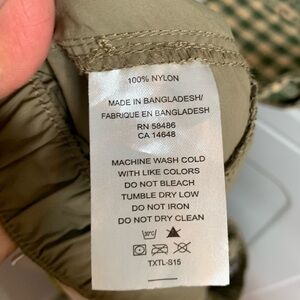 100% NYLON
MADE IN BANGLADESH/
FABRIQUE EN BANGLADESH
RN 58486
CA 14648
MACHINE WASH COLD
WITH LIKE COLORS
DO NOT BLEACH
TUMBLE DRY LOW
DO NOT IRON
DO NOT DRY CLEAN
30°C
TXTL-S15